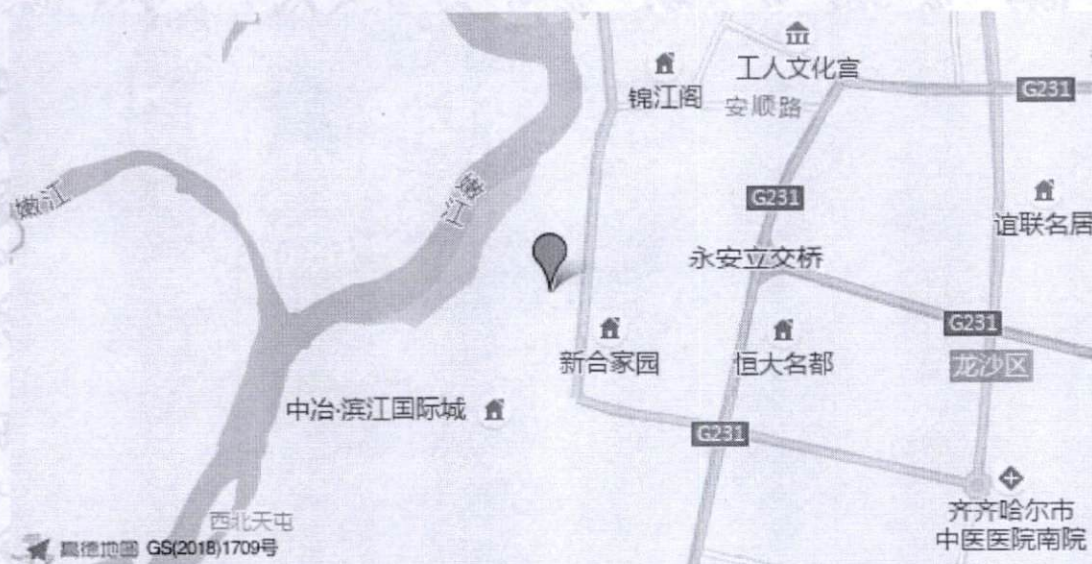 工人文化宫
锦江阁
安顺路
G231
嫩江
嫩江
G231
谊联名居
永安立交桥
G231
新合家园
恒大名都
龙沙区
中冶·滨江国际城
G231
齐齐哈尔市
中医医院南院
西北天屯
高德地图 GS(2018)1709号